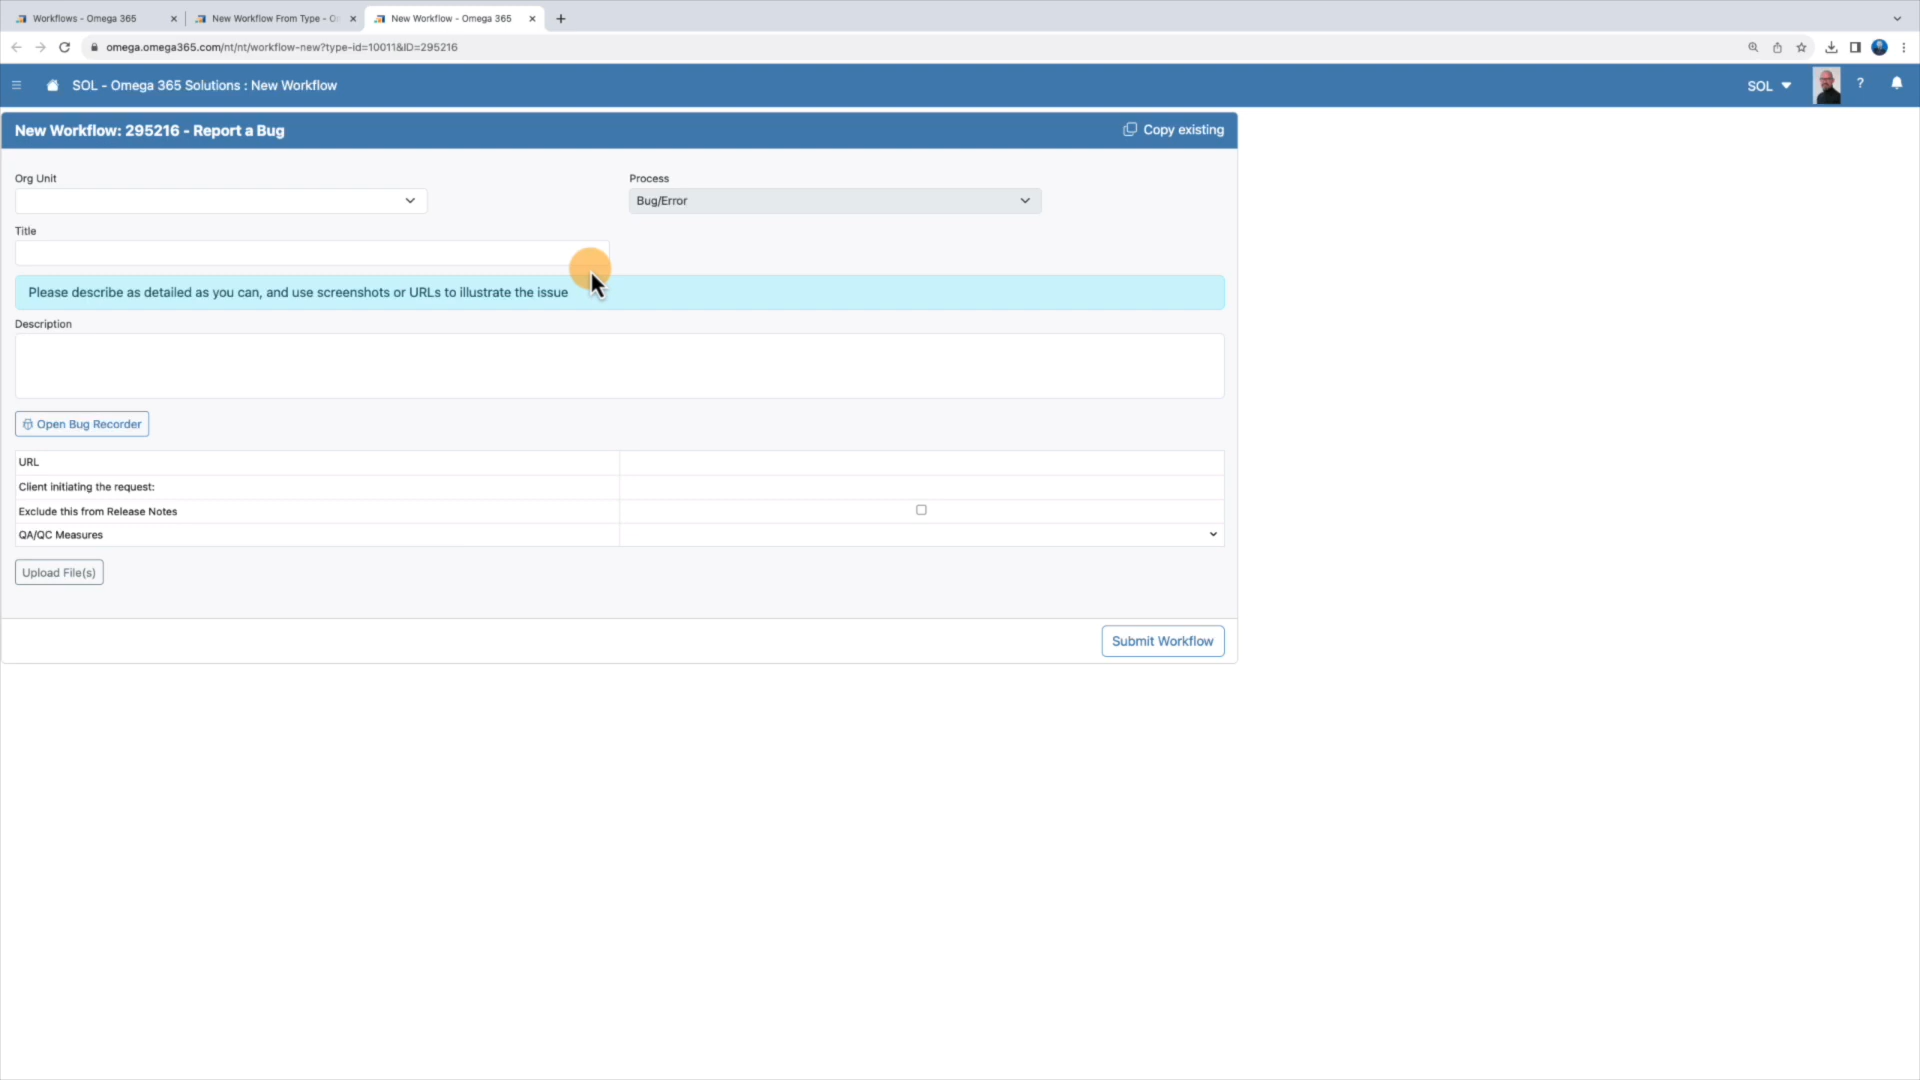 Workflows - Omega 365
New Workflow From Type - O
New Workflow - Omega 365
omega.omega365.com/nt/nt/workflow-new?type-id=10011&ID=295216
SOL - Omega 365 Solutions : New Workflow
SOL
?
New Workflow: 295216 - Report a Bug
Copy existing
Org Unit
Process
Bug/Error
Title
Please describe as detailed as you can, and use screenshots or URLs to illustrate the issue
Description
Open Bug Recorder
URL
Client initiating the request:
Exclude this from Release Notes
QA/QC Measures
Upload File(s)
Submit Workflow